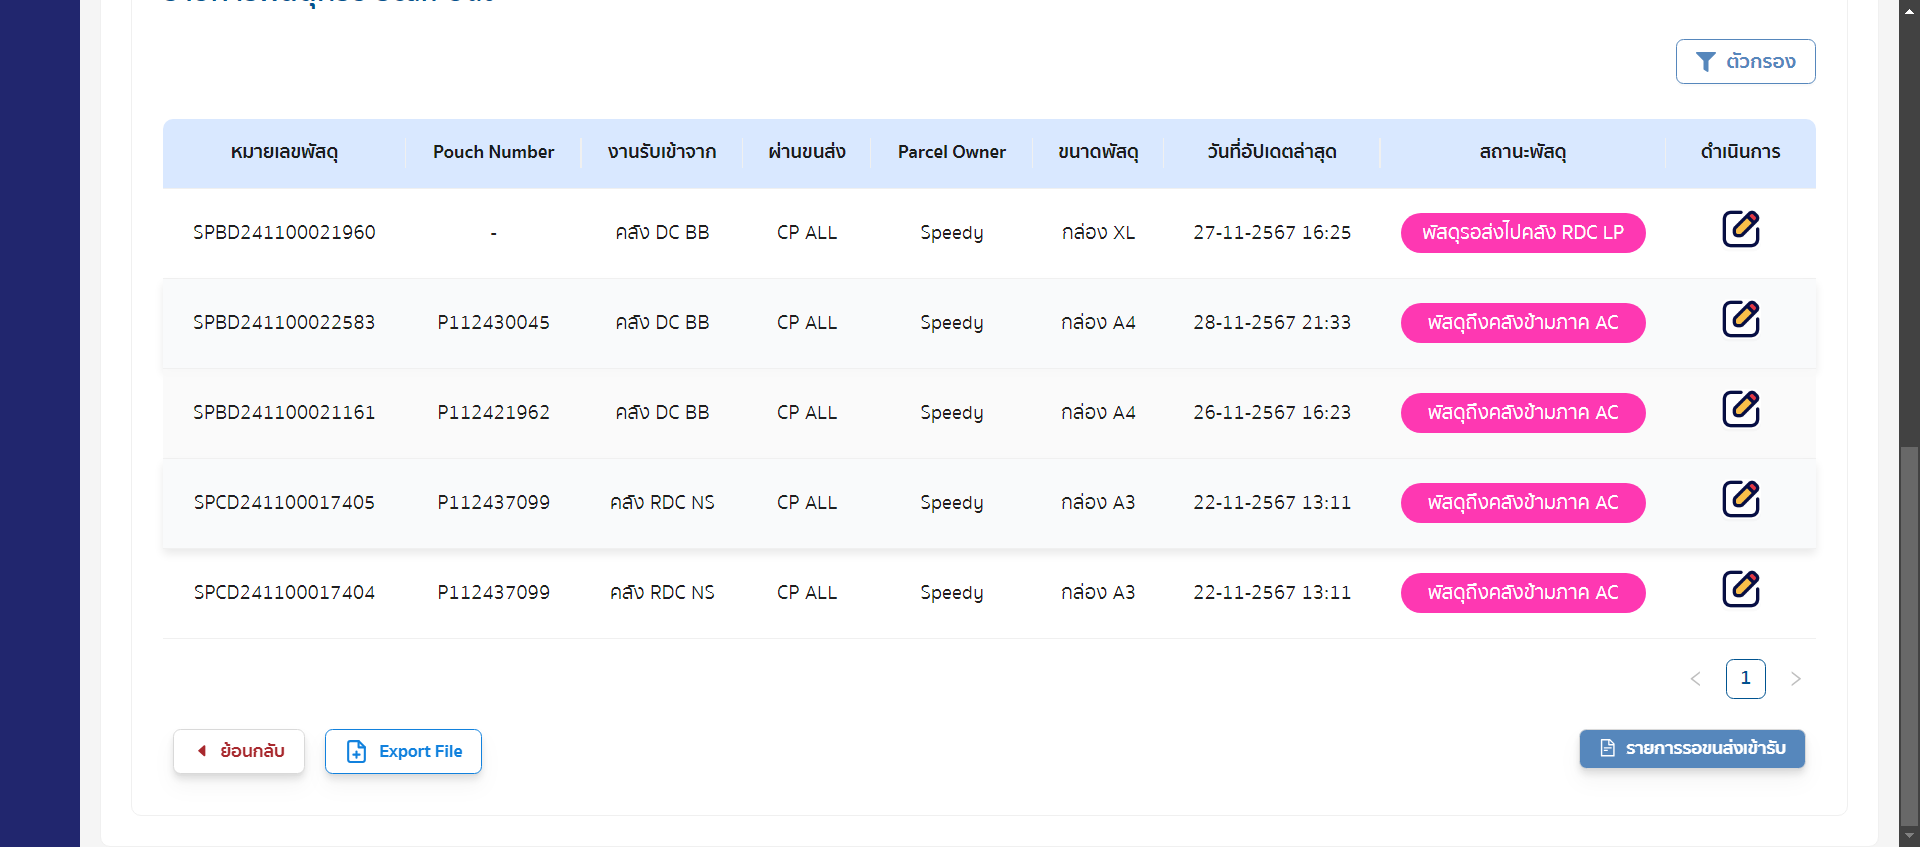 ตัวกรอง
หมายเลขพัสดุ Pouch Number งานรับเข้าจาก ผ่านขนส่ง Parcel Owner ขนาดพัสดุ วันที่อัปเดตล่าสุด สถานะพัสดุ ดำเนินการ
SPBD241100021960 - คลัง DC BB CP ALL Speedy กล่อง XL 27-11-2567 16:25 พัสดุรอส่งไปคลัง RDC LP
SPBD241100022583 P112430045 คลัง DC BB CP ALL Speedy กล่อง A4 28-11-2567 21:33 พัสดุถึงคลังข้ามภาค AC
SPBD241100021161 P112421962 คลัง DC BB CP ALL Speedy กล่อง A4 26-11-2567 16:23 พัสดุถึงคลังข้ามภาค AC
SPCD241100017405 P112437099 คลัง RDC NS CP ALL Speedy กล่อง A3 22-11-2567 13:11 พัสดุถึงคลังข้ามภาค AC
SPCD241100017404 P112437099 คลัง RDC NS CP ALL Speedy กล่อง A3 22-11-2567 13:11 พัสดุถึงคลังข้ามภาค AC
1
ย้อนกลับ Export File รายการรอขนส่งเข้ารับ